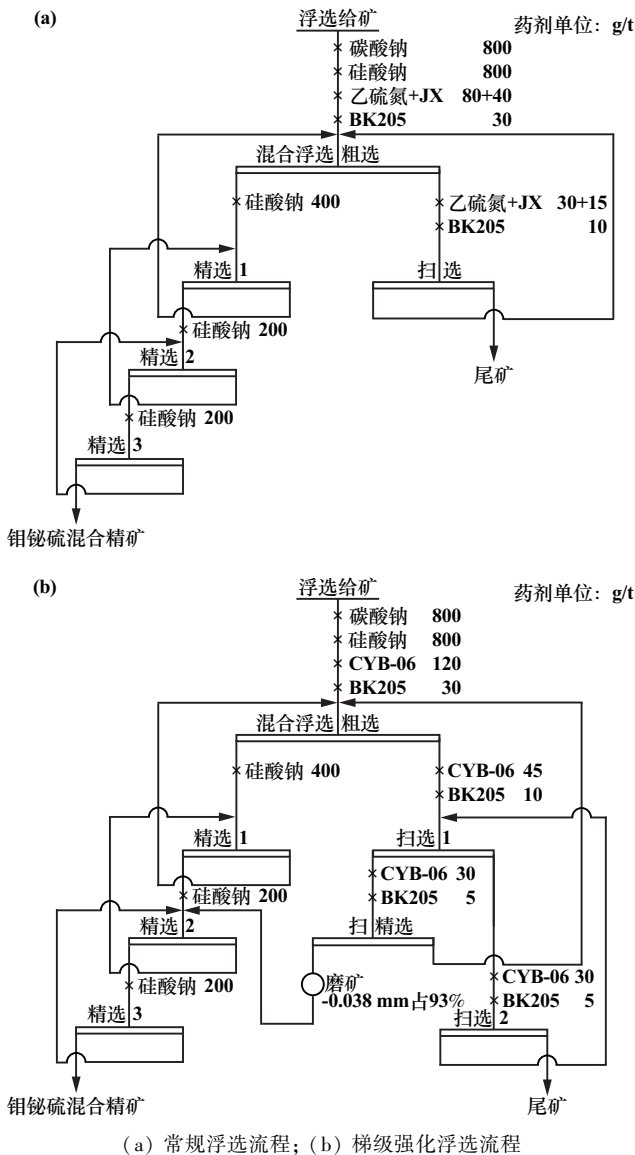 (a)
浮选给矿
药剂单位：g/t
碳酸钠 800
硅酸钠 800
乙硫氮+JX 80+40
BK205 30
混合浮选 粗选
硅酸钠 400
乙硫氮+JX 30+15
BK205 10
精选 1
扫选
硅酸钠 200
精选 2
尾矿
硅酸钠 200
精选 3
钼铋硫混合精矿
(b)
浮选给矿
药剂单位：g/t
碳酸钠 800
硅酸钠 800
CYB-06 120
BK205 30
混合浮选 粗选
硅酸钠 400
CYB-06 45
BK205 10
精选 1
扫选 1
CYB-06 30
BK205 5
硅酸钠 200
精选 2
扫精选
硅酸钠 200
磨矿
-0.038 mm占93%
CYB-06 30
BK205 5
精选 3
扫选 2
钼铋硫混合精矿
尾矿
(a) 常规浮选流程; (b) 梯级强化浮选流程